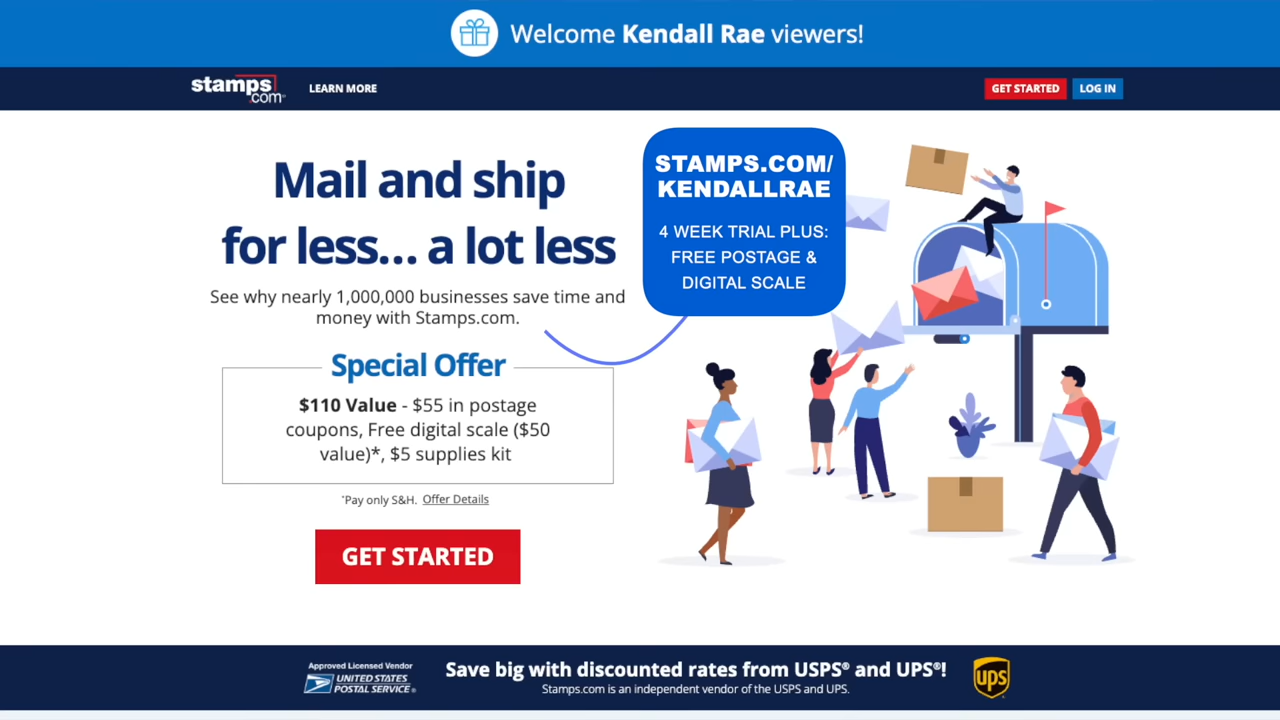 Welcome Kendall Rae viewers!
stamps.com
LEARN MORE
GET STARTED
LOG IN
Mail and ship
for less... a lot less
See why nearly 1,000,000 businesses save time and
money with Stamps.com.
STAMPS.COM/
KENDALLRAE
4 WEEK TRIAL PLUS:
FREE POSTAGE &
DIGITAL SCALE
Special Offer
$110 Value - $55 in postage
coupons, Free digital scale ($50
value)*, $5 supplies kit
*Pay only S&H. Offer Details
GET STARTED
Approved Licensed Vendor
UNITED STATES
POSTAL SERVICE®
Save big with discounted rates from USPS® and UPS®!
Stamps.com is an independent vendor of the USPS and UPS.
ups